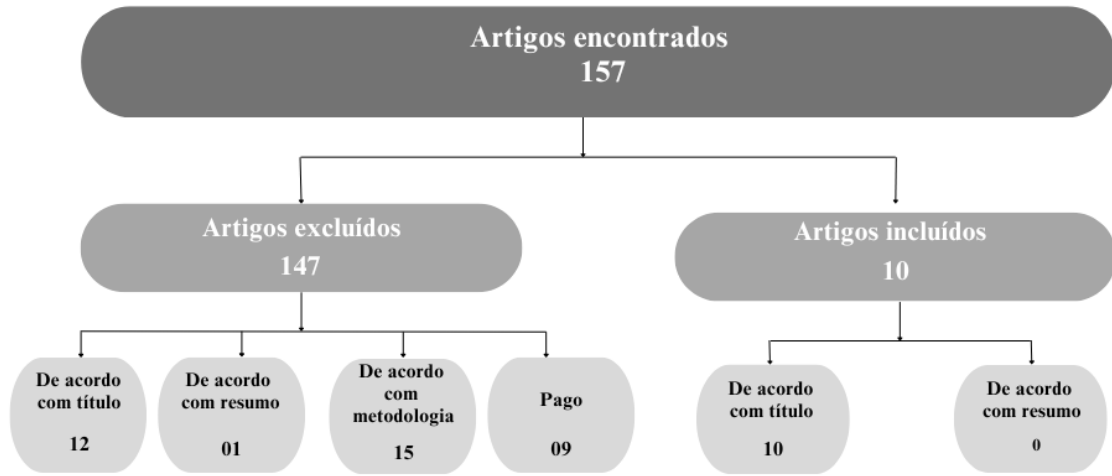 Artigos encontrados
157
Artigos excluídos
147
Artigos incluídos
10
De acordo
com título
12
De acordo
com resumo
01
De acordo
com
metodologia
15
Pago
09
De acordo
com título
10
De acordo
com resumo
0